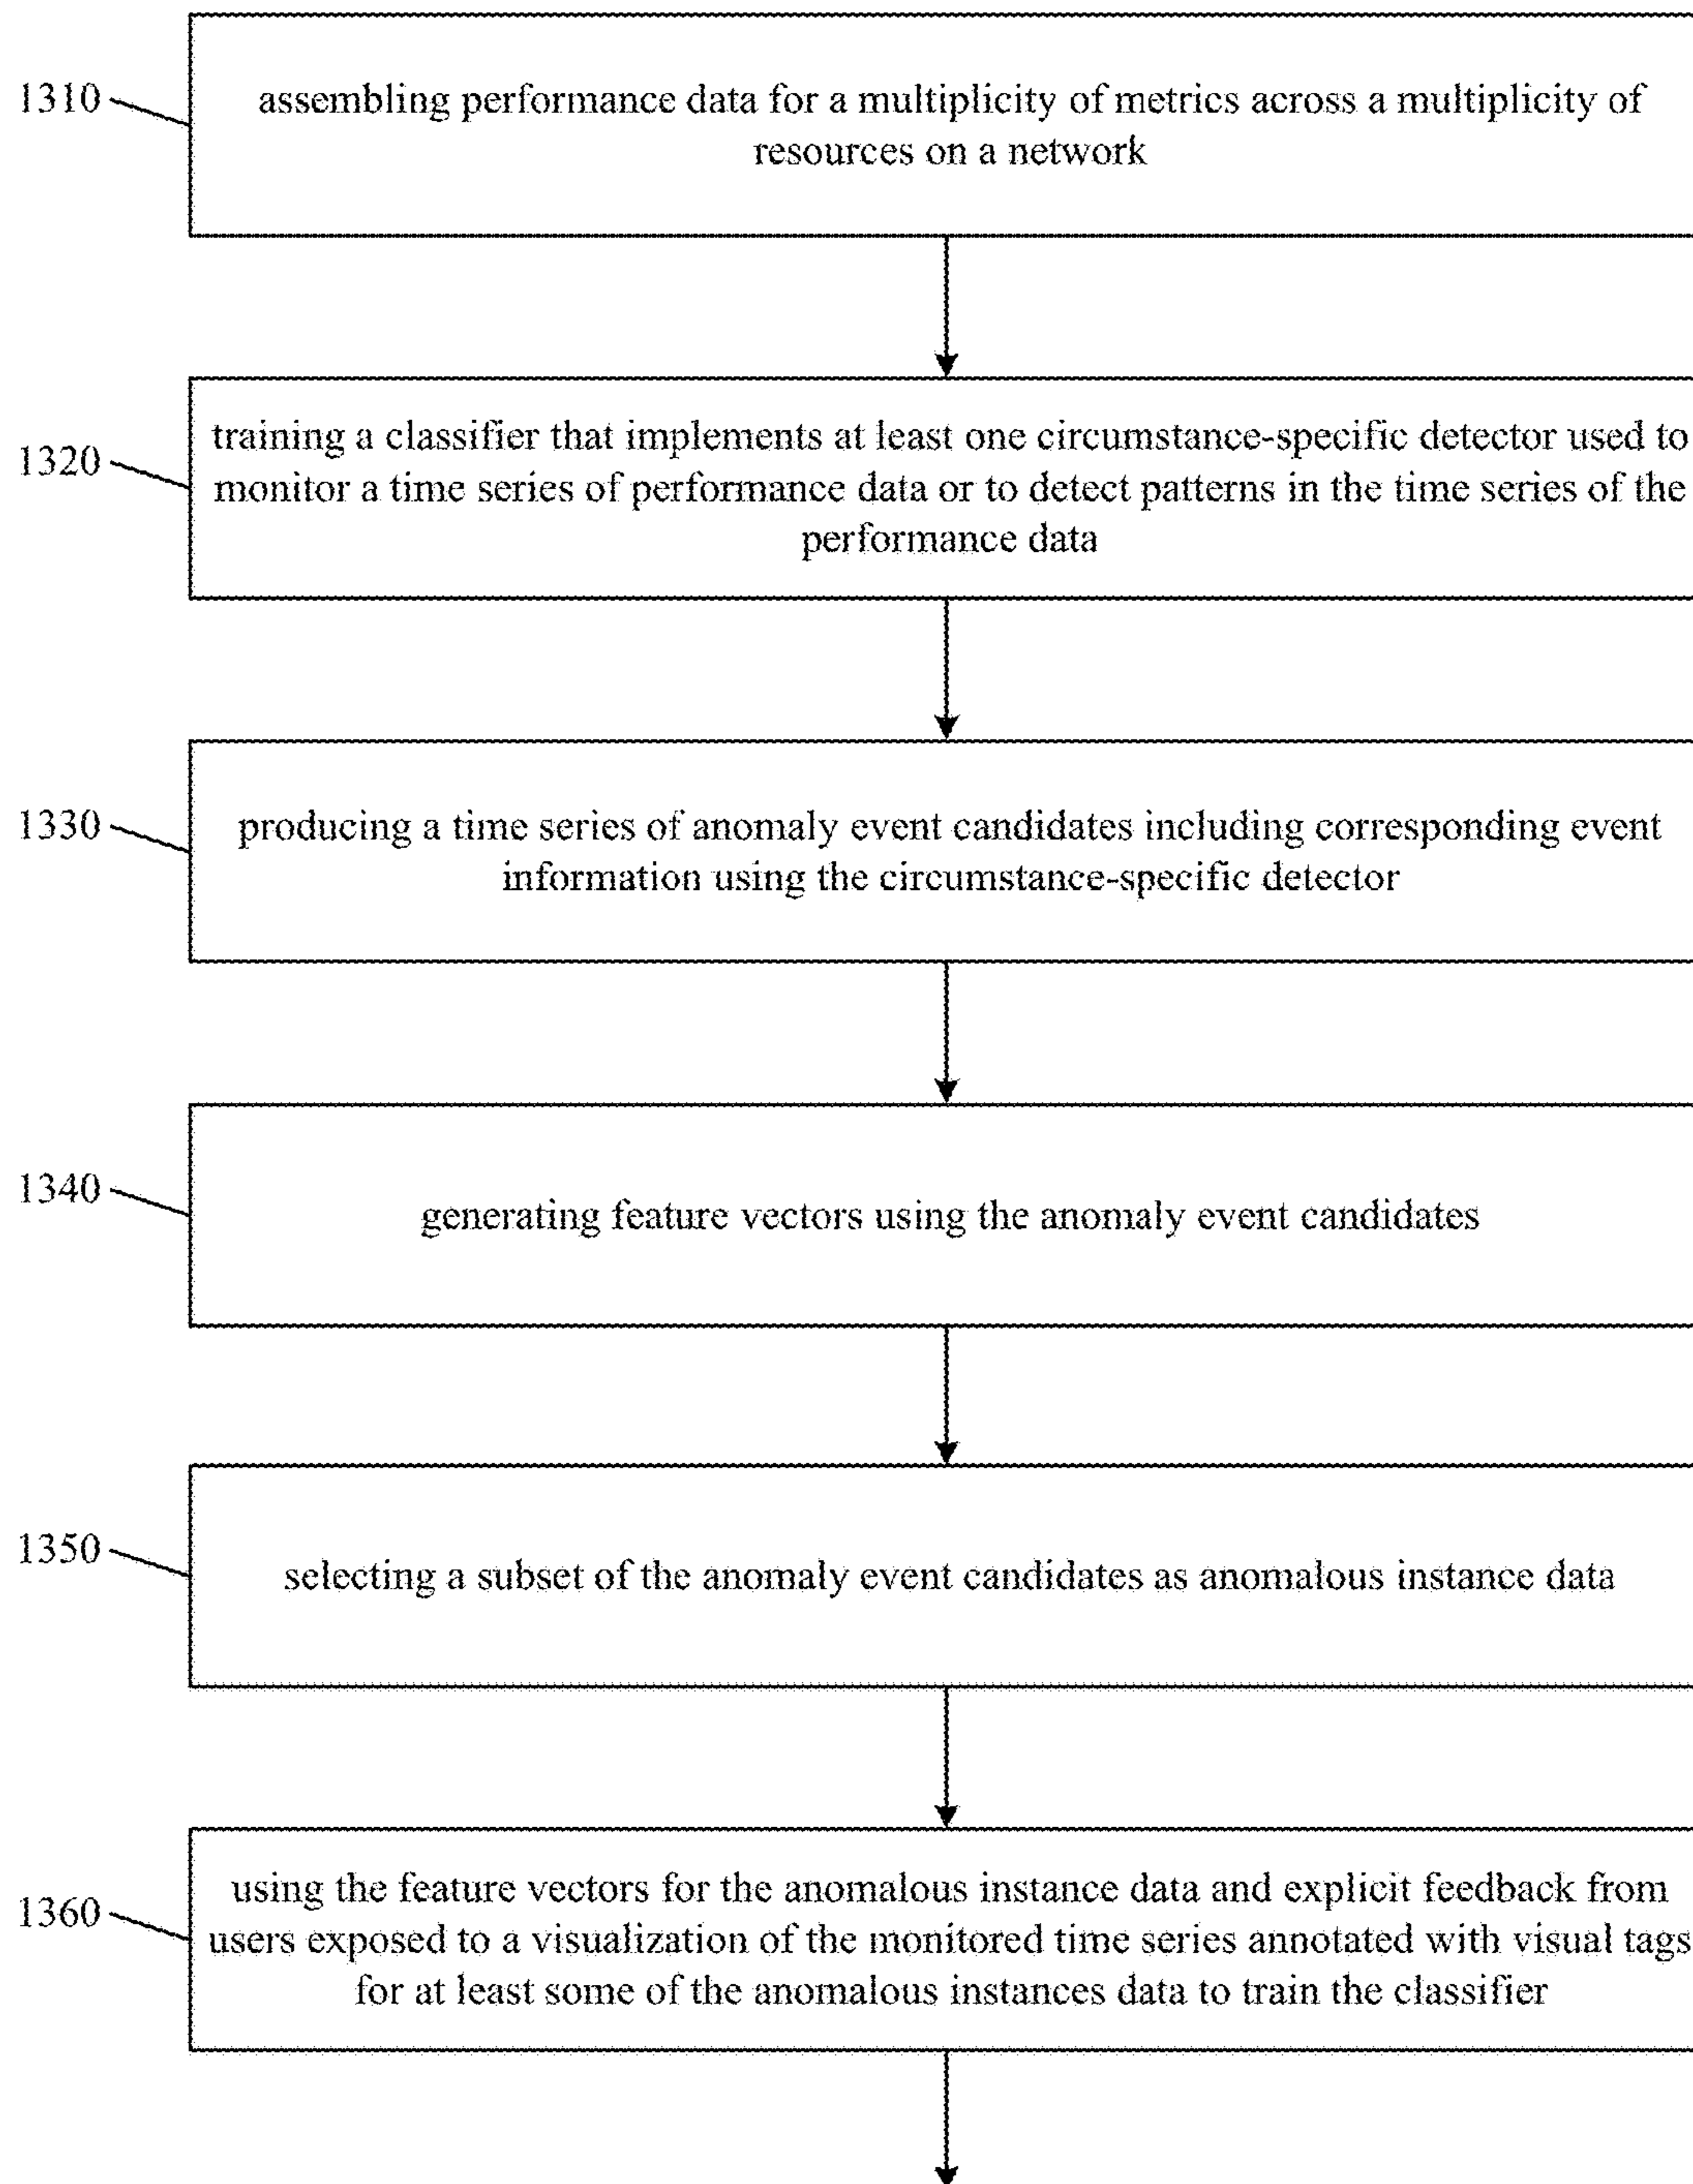 1310
assembling performance data for a multiplicity of metrics across a multiplicity of
resources on a network
1320
training a classifier that implements at least one circumstance-specific detector used to
monitor a time series of performance data or to detect patterns in the time series of the
performance data
1330
producing a time series of anomaly event candidates including corresponding event
information using the circumstance-specific detector
1340
generating feature vectors using the anomaly event candidates
1350
selecting a subset of the anomaly event candidates as anomalous instance data
1360
using the feature vectors for the anomalous instance data and explicit feedback from
users exposed to a visualization of the monitored time series annotated with visual tags
for at least some of the anomalous instances data to train the classifier